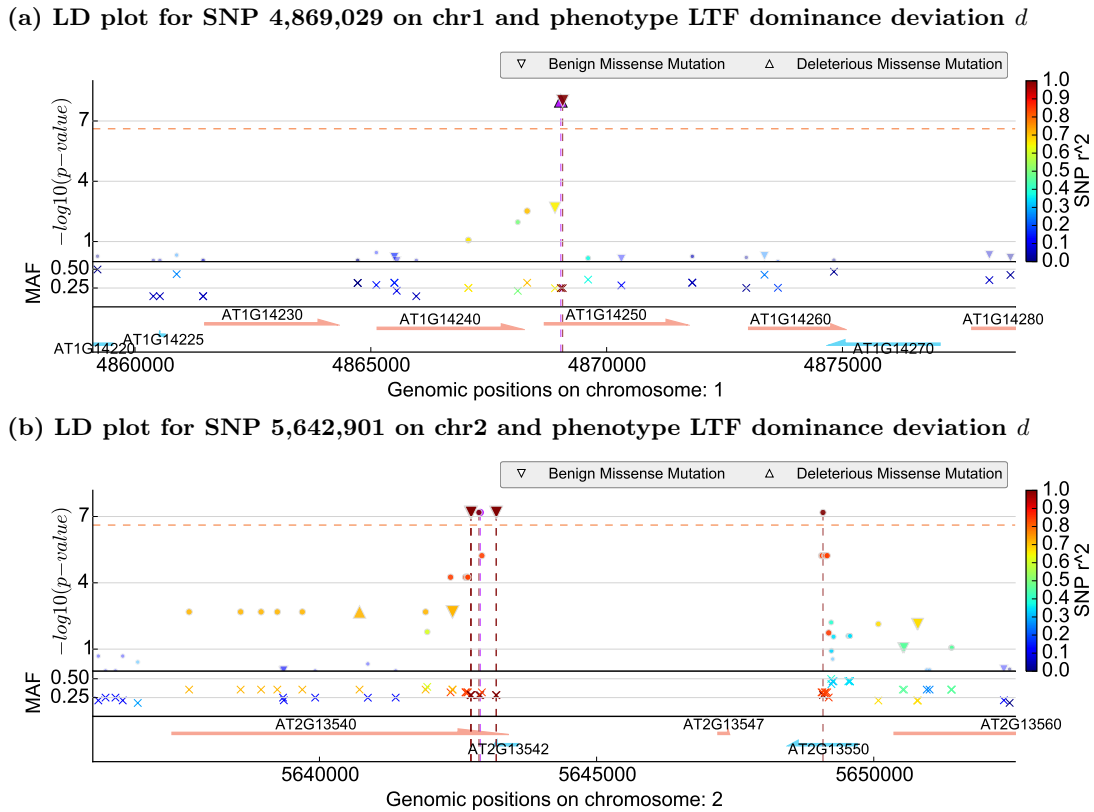 (a) LD plot for SNP 4,869,029 on chr1 and phenotype LTF dominance deviation d
Benign Missense Mutation Deleterious Missense Mutation
−log10(p−value)
7
4
1
MAF
0.50
0.25
1.0
0.9
0.8
0.7
0.6
0.5
0.4
0.3
0.2
0.1
0.0
SNP r^2
AT1G14230
AT1G14240
AT1G14250
AT1G14260
AT1G14280
AT1G14225
AT1G14220
AT1G14270
4860000 4865000 4870000 4875000
Genomic positions on chromosome: 1
(b) LD plot for SNP 5,642,901 on chr2 and phenotype LTF dominance deviation d
Benign Missense Mutation Deleterious Missense Mutation
−log10(p−value)
7
4
1
MAF
0.50
0.25
1.0
0.9
0.8
0.7
0.6
0.5
0.4
0.3
0.2
0.1
0.0
SNP r^2
AT2G13540
AT2G13547
AT2G13560
AT2G13542
AT2G13550
5640000 5645000 5650000
Genomic positions on chromosome: 2